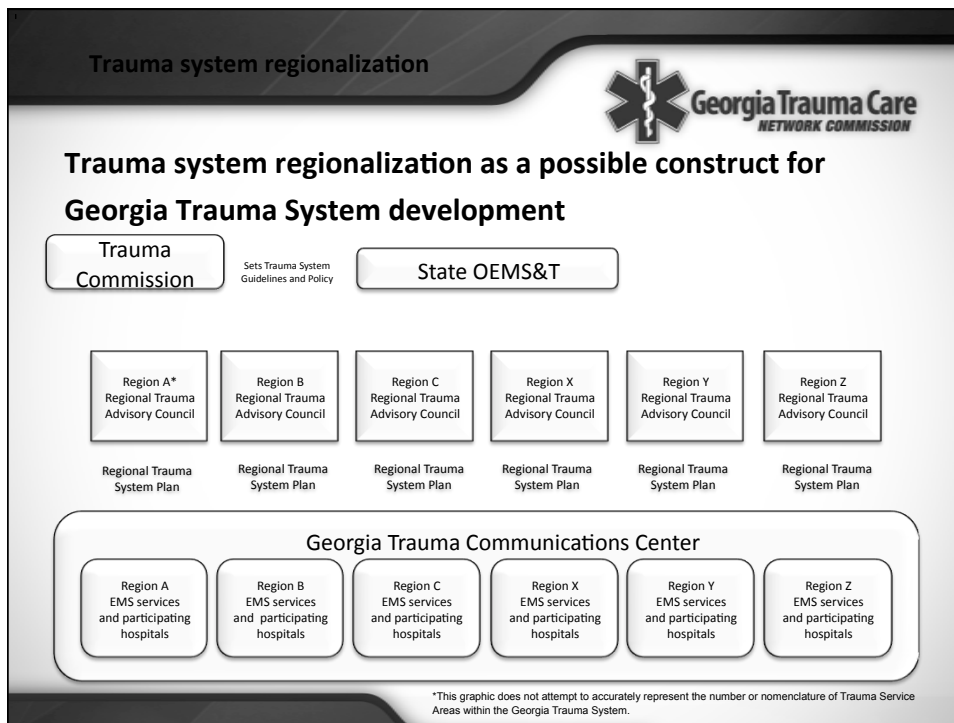 Trauma system regionalization
Georgia Trauma Care
NETWORK COMMISSION
Trauma system regionalization as a possible construct for
Georgia Trauma System development
Trauma
Commission
Sets Trauma System
Guidelines and Policy
State OEMS&T
Region A*
Regional Trauma
Advisory Council
Region B
Regional Trauma
Advisory Council
Region C
Regional Trauma
Advisory Council
Region X
Regional Trauma
Advisory Council
Region Y
Regional Trauma
Advisory Council
Region Z
Regional Trauma
Advisory Council
Regional Trauma
System Plan
Regional Trauma
System Plan
Regional Trauma
System Plan
Regional Trauma
System Plan
Regional Trauma
System Plan
Regional Trauma
System Plan
Georgia Trauma Communications Center
Region A
EMS services
and participating
hospitals
Region B
EMS services
and participating
hospitals
Region C
EMS services
and participating
hospitals
Region X
EMS services
and participating
hospitals
Region Y
EMS services
and participating
hospitals
Region Z
EMS services
and participating
hospitals
*This graphic does not attempt to accurately represent the number or nomenclature of Trauma Service
Areas within the Georgia Trauma System.